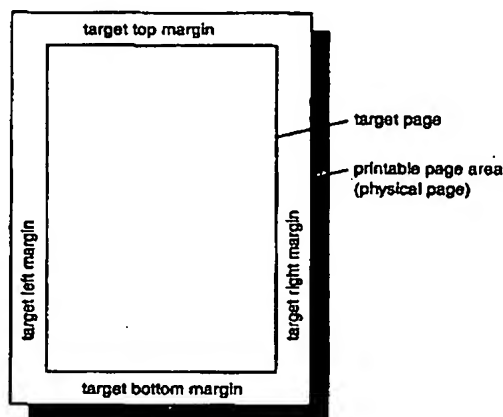 target top margin
target page
printable page area
(physical page)
target left margin
target right margin
target bottom margin